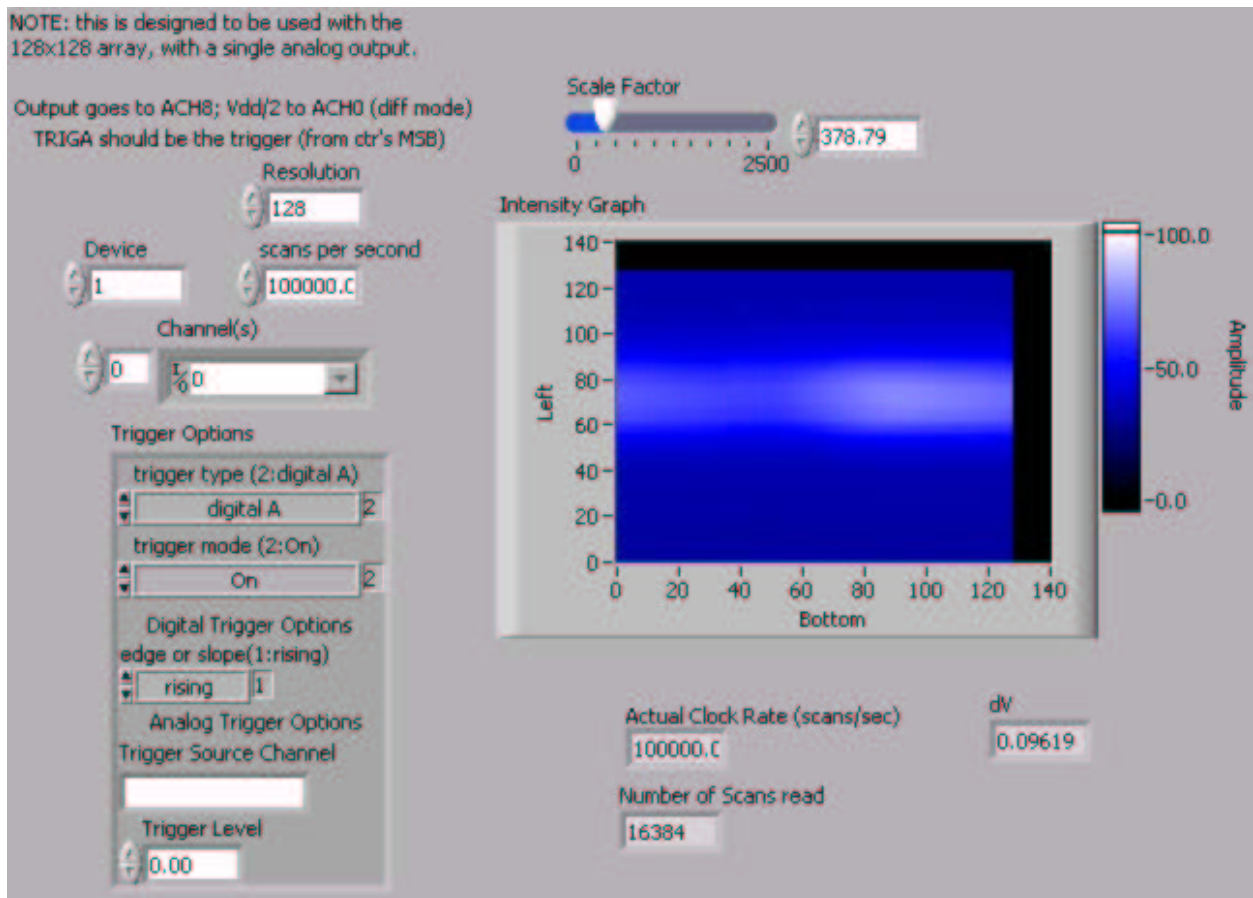 NOTE: this is designed to be used with the
128x128 array, with a single analog output.
Output goes to ACH8; Vdd/2 to ACH0 (diff mode)
TRIGA should be the trigger (from ctr's MSB)
Resolution
128
Device
scans per second
1
100000.0
Channel(s)
0
I/O 0
Trigger Options
trigger type (2:digital A)
digital A
2
trigger mode (2:On)
On
2
Digital Trigger Options
edge or slope(1:rising)
rising
1
Analog Trigger Options
Trigger Source Channel
Trigger Level
0.00
Scale Factor
0
2500
378.79
Intensity Graph
140
120
100
80
60
40
20
0
Left
0
20
40
60
80
100
120
140
Bottom
100.0
50.0
0.0
Amplitude
Actual Clock Rate (scans/sec)
100000.0
dV
0.09619
Number of Scans read
16384